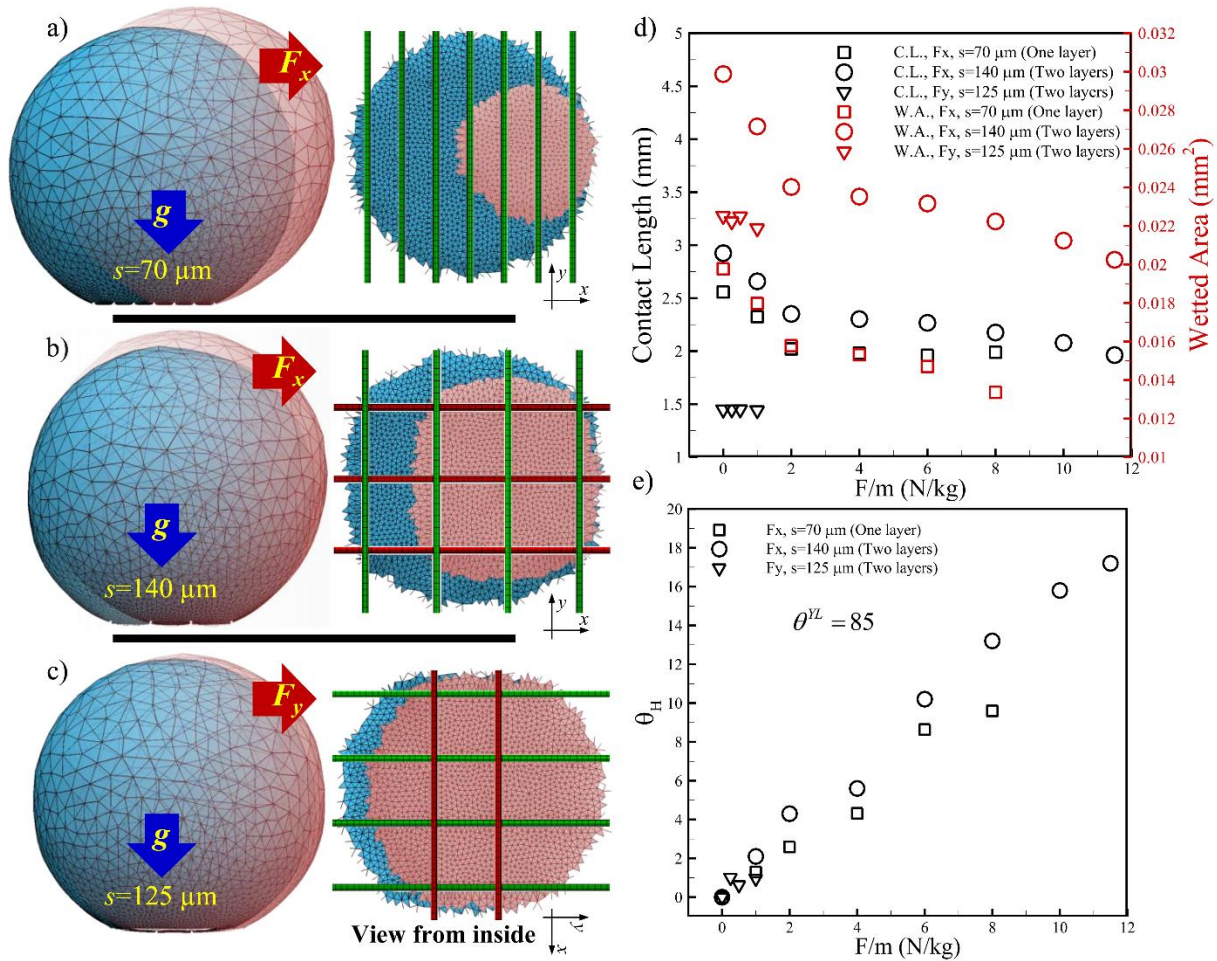 a)
F_x
g
s=70 μm
y
x
b)
F_x
g
s=140 μm
y
x
c)
F_y
g
s=125 μm
y
x
View from inside
d)
5
4.5
4
3.5
3
2.5
2
1.5
1
Contact Length (mm)
C.L., Fx, s=70 μm (One layer)
C.L., Fx, s=140 μm (Two layers)
C.L., Fy, s=125 μm (Two layers)
W.A., Fx, s=70 μm (One layer)
W.A., Fx, s=140 μm (Two layers)
W.A., Fy, s=125 μm (Two layers)
0.032
0.03
0.028
0.026
0.024
0.022
0.02
0.018
0.016
0.014
0.012
0.01
Wetted Area (mm²)
0 2 4 6 8 10 12
F/m (N/kg)
e)
20
18
16
14
12
10
8
6
4
2
0
θ_H
Fx, s=70 μm (One layer)
Fx, s=140 μm (Two layers)
Fy, s=125 μm (Two layers)
θ^YL = 85
0 2 4 6 8 10 12
F/m (N/kg)